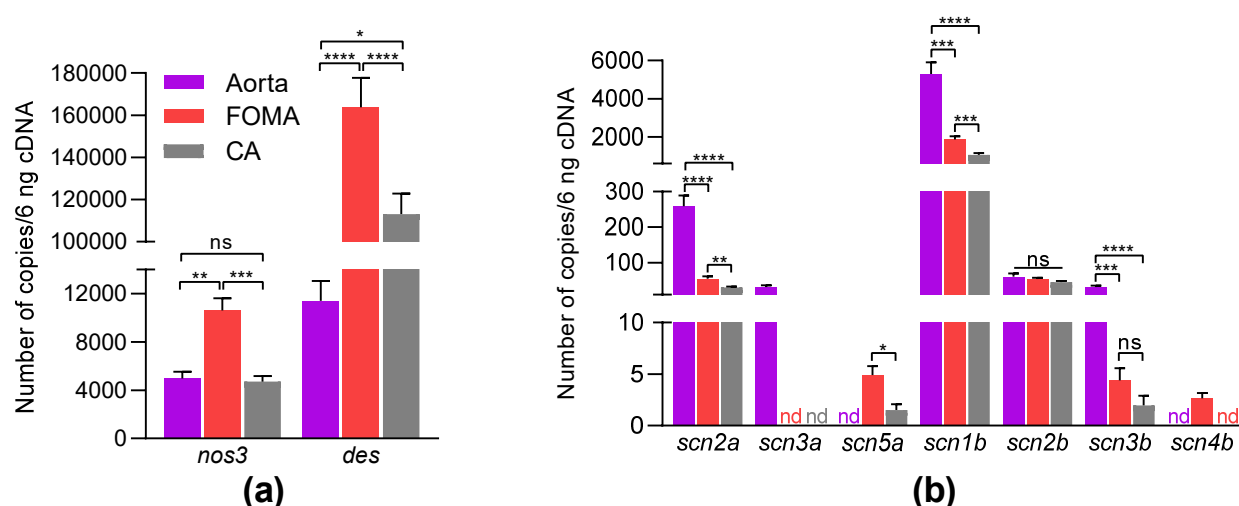 Number of copies/6 ng cDNA
180000
160000
140000
120000
100000
12000
8000
4000
0
Aorta
FOMA
CA
*
**** ****
ns
** ***
nos3 des
(a)
Number of copies/6 ng cDNA
6000
4000
2000
300
200
100
10
5
0
****
***
***
****
****
**
ns
****
***
*
ns
nd nd nd nd nd
scn2a scn3a scn5a scn1b scn2b scn3b scn4b
(b)